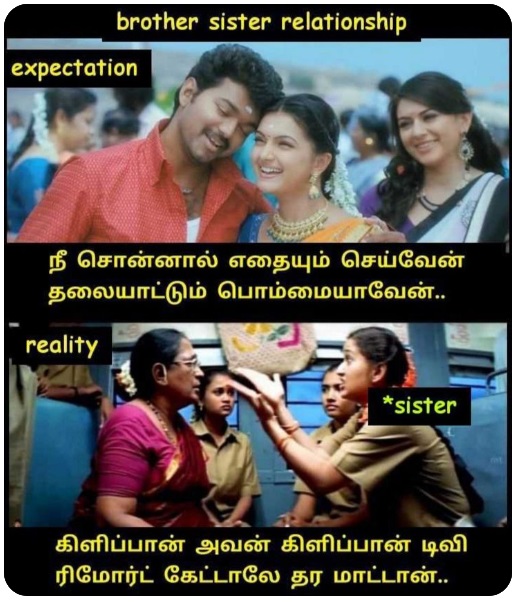 brother sister relationship
expectation
நீ சொன்னால் எதையும் செய்வேன்
தலையாட்டும் பொம்மையாவேன்..
reality
*sister
கிளிப்பான் அவன் கிளிப்பான் டிவி
ரிமோர்ட் கேட்டாலே தர மாட்டான்..